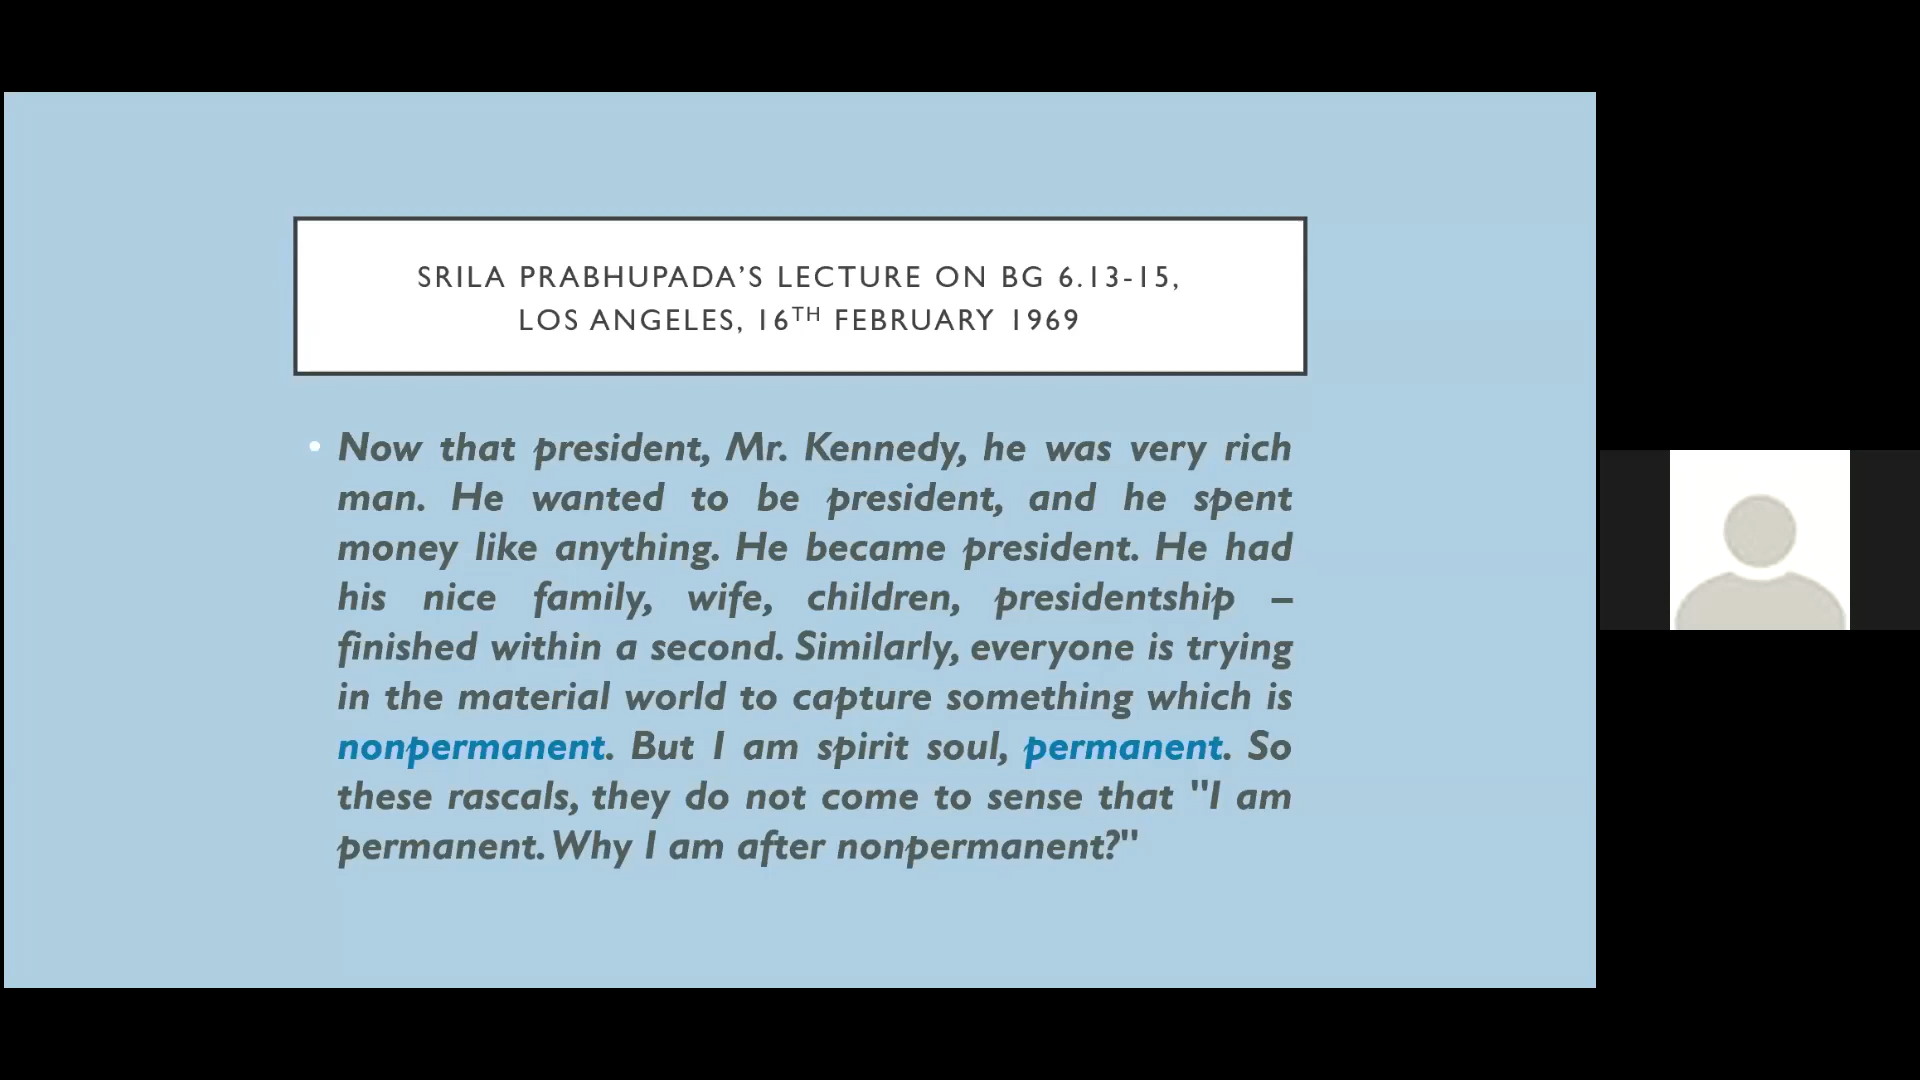 SRILA PRABHUPADA’S LECTURE ON BG 6.13-15,
LOS ANGELES, 16TH FEBRUARY 1969
• Now that president, Mr. Kennedy, he was very rich
man. He wanted to be president, and he spent
money like anything. He became president. He had
his nice family, wife, children, presidentship –
finished within a second. Similarly, everyone is trying
in the material world to capture something which is
nonpermanent. But I am spirit soul, permanent. So
these rascals, they do not come to sense that "I am
permanent. Why I am after nonpermanent?"